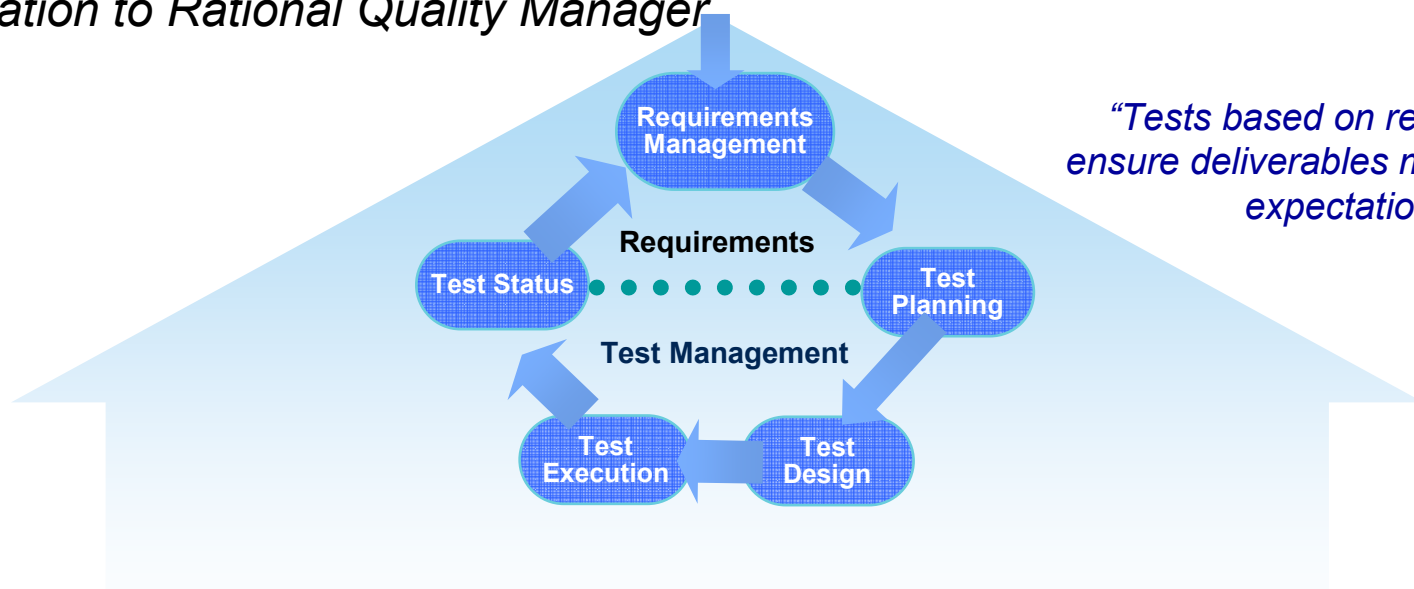 ation to Rational Quality Manager
Requirements
Management
"Tests based on re
ensure deliverables m
expectatio
Requirements
Test Status
Test
Planning
Test Management
Test
Execution
Test
Design